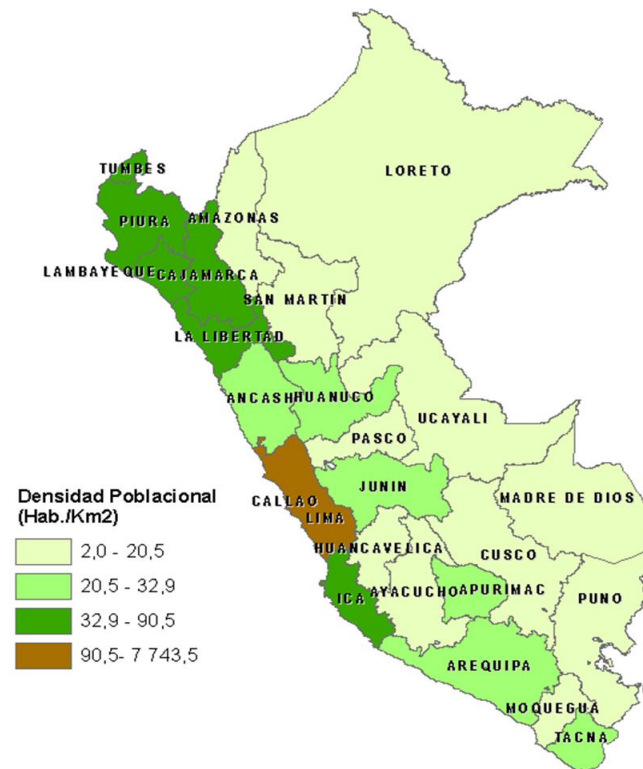 LORETO
TUMBES
PIURA
AMAZONAS
LAMBAYEQUE
CAJAMARCA
SAN MARTIN
LA LIBERTAD
ANCASH
HUANUCO
UCAYALI
PASCO
JUNIN
MADRE DE DIOS
CALLAO
LIMA
HUANCAVELICA
CUSCO
ICA
AYACUCHO
APURIMAC
PUNO
AREQUIPA
MOQUEGUA
TACNA
Densidad Poblacional
(Hab./Km2)
2,0 - 20,5
20,5 - 32,9
32,9 - 90,5
90,5- 7 743,5